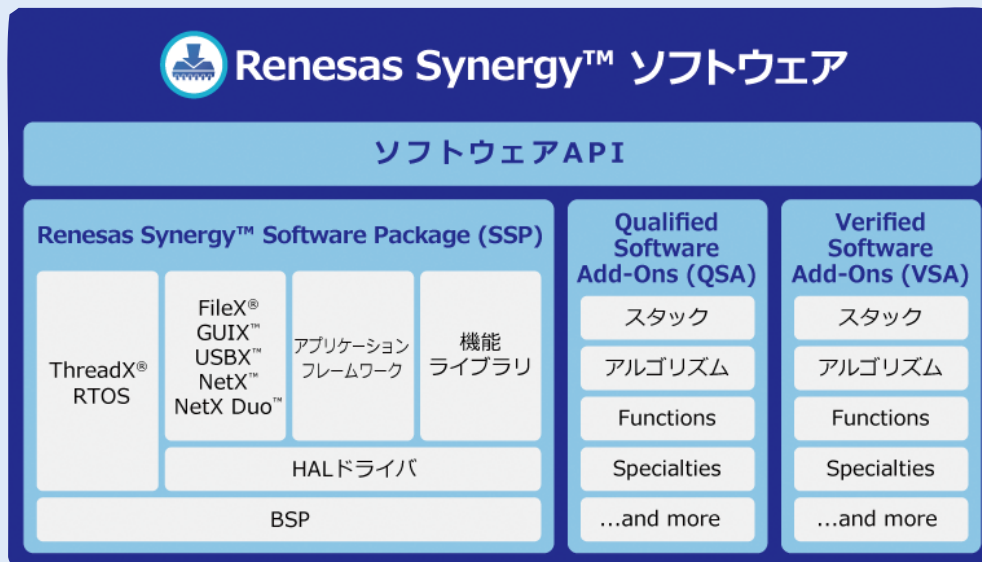 Renesas Synergy™ ソフトウェア
ソフトウェアAPI
Renesas Synergy™ Software Package (SSP)
ThreadX®
RTOS
FileX®
GUIX™
USBX™
NetX™
NetX Duo™
アプリケーション
フレームワーク
機能
ライブラリ
HALドライバ
BSP
Qualified
Software
Add-Ons (QSA)
スタック
アルゴリズム
Functions
Specialties
...and more
Verified
Software
Add-Ons (VSA)
スタック
アルゴリズム
Functions
Specialties
...and more